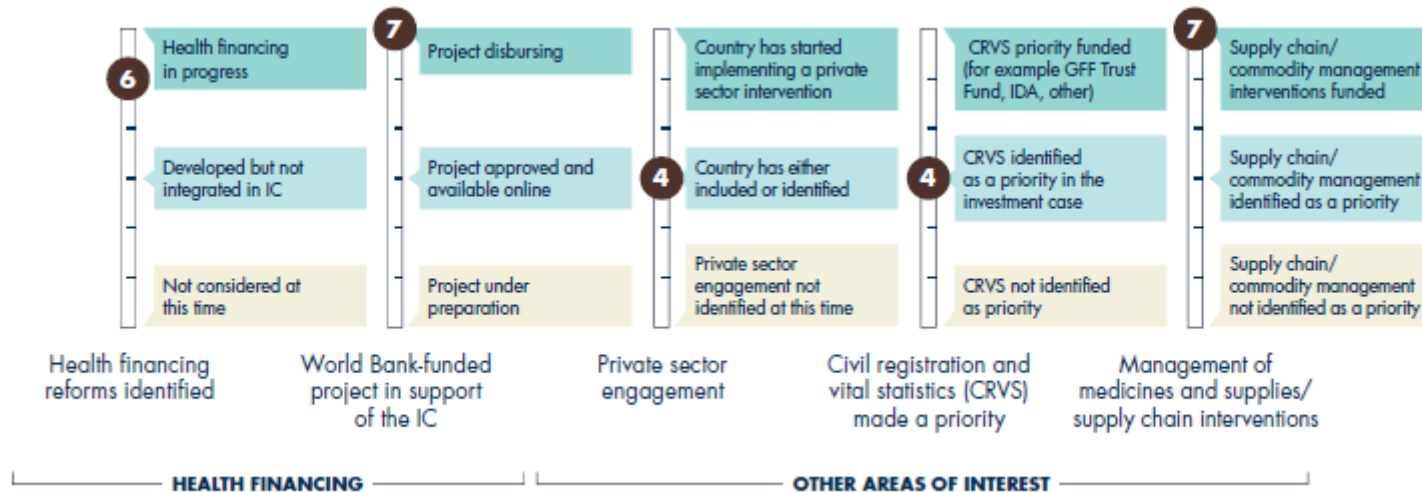 6
Health financing
in progress
Developed but not
integrated in IC
Not considered at
this time
Health financing
reforms identified
7
Project disbursing
Project approved and
available online
Project under
preparation
World Bank-funded
project in support
of the IC
Country has started
implementing a private
sector intervention
4
Country has either
included or identified
Private sector
engagement not
identified at this time
Private sector
engagement
CRVS priority funded
(for example GFF Trust
Fund, IDA, other)
4
CRVS identified
as a priority in the
investment case
CRVS not identified
as priority
Civil registration and
vital statistics (CRVS)
made a priority
7
Supply chain/
commodity management
interventions funded
Supply chain/
commodity management
identified as a priority
Supply chain/
commodity management
not identified as a priority
Management of
medicines and supplies/
supply chain interventions
HEALTH FINANCING
OTHER AREAS OF INTEREST